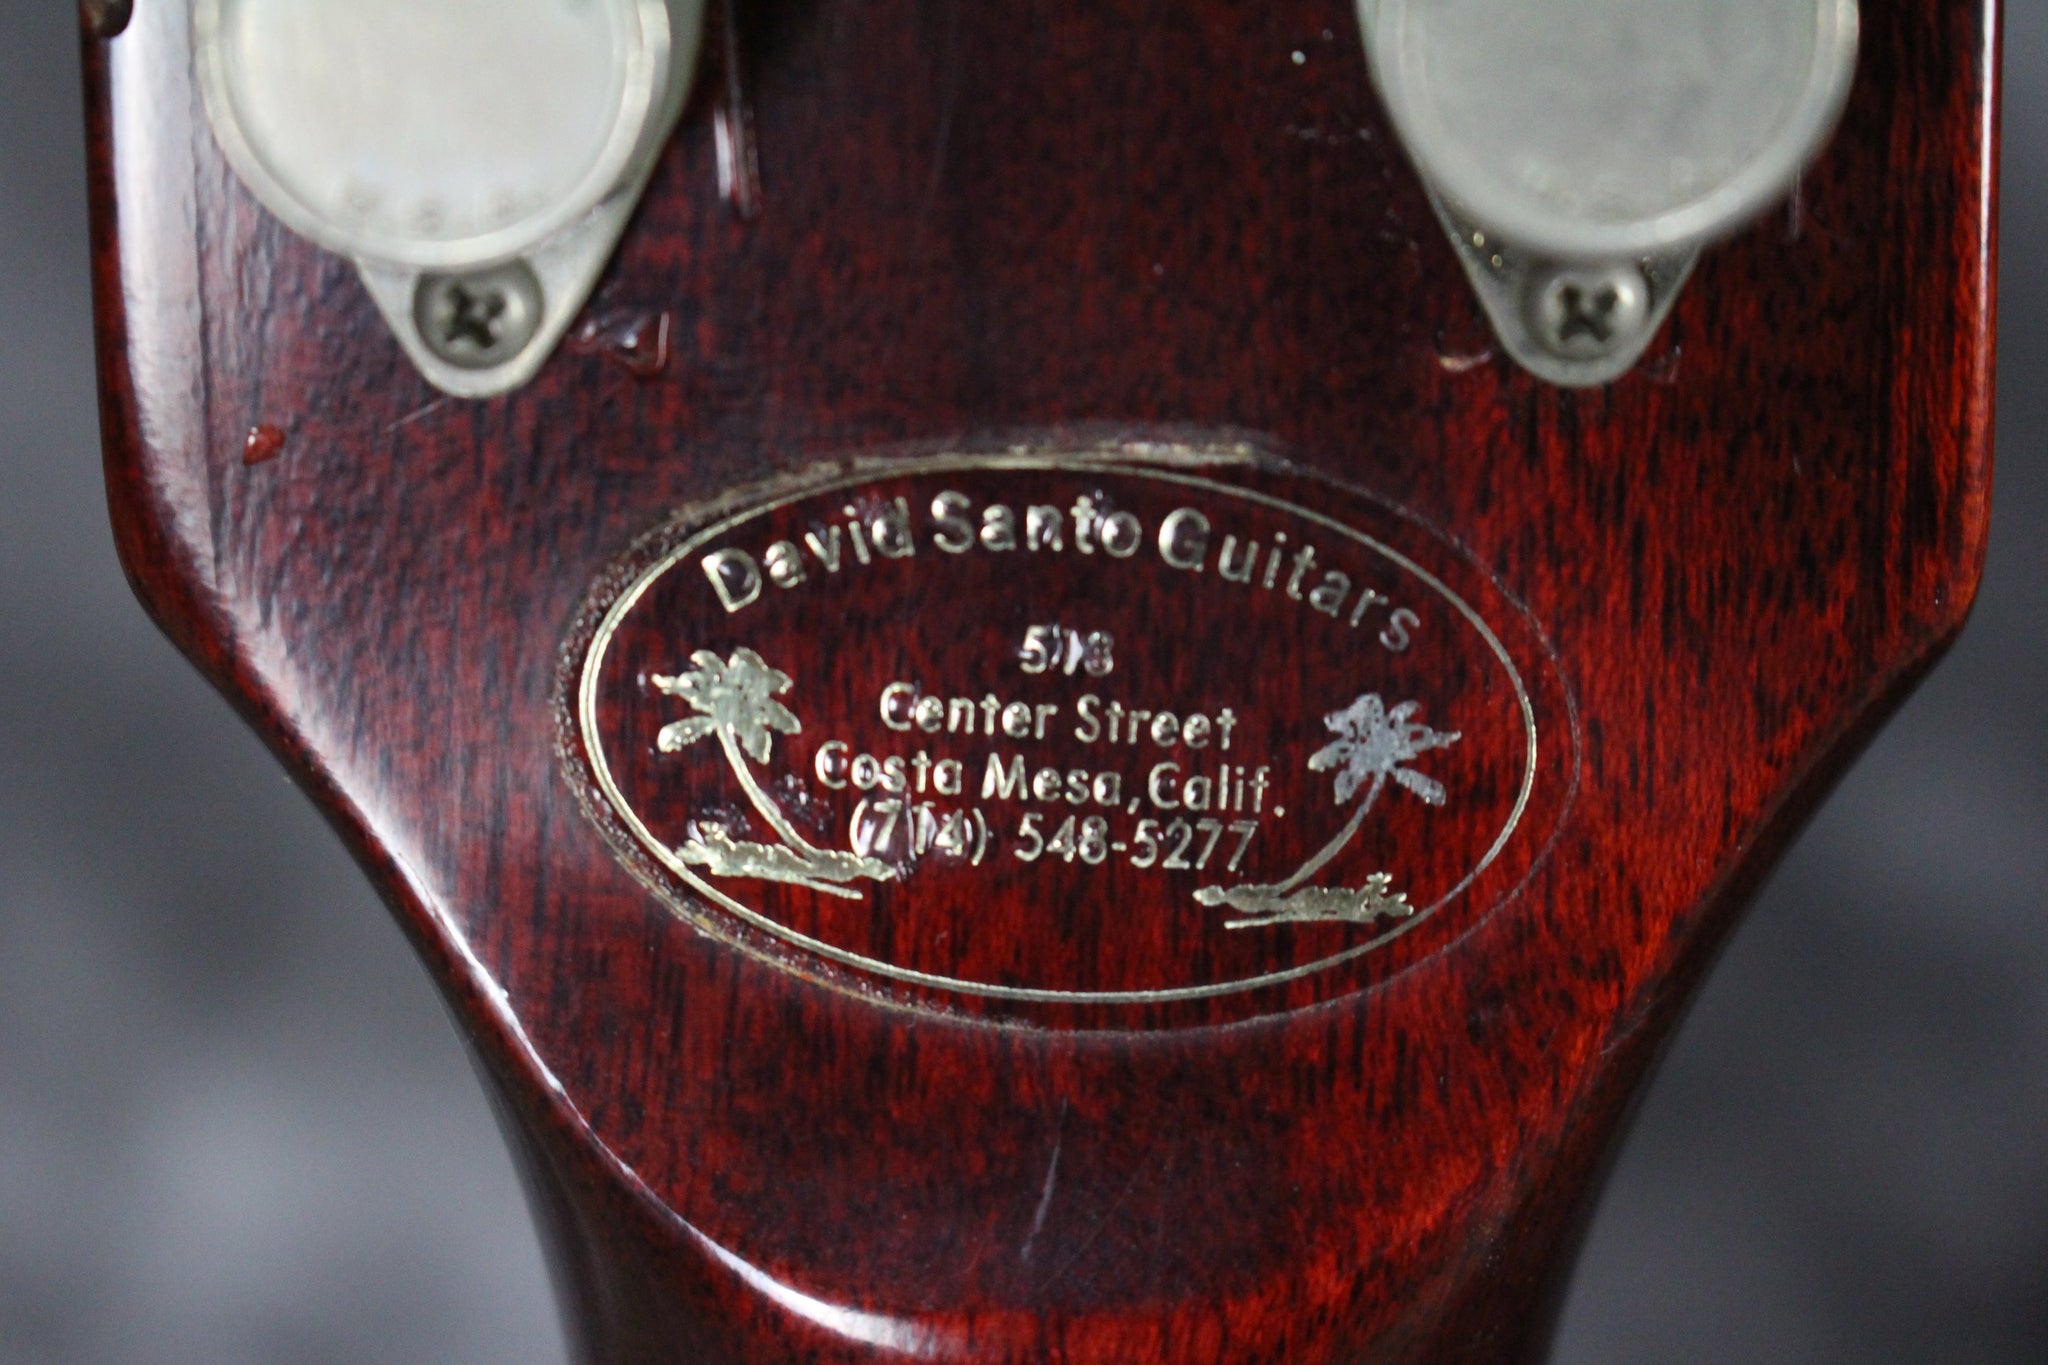 David Santo Guitars
Center Street
Costa Mesa, Calif.
(714) 548-5277